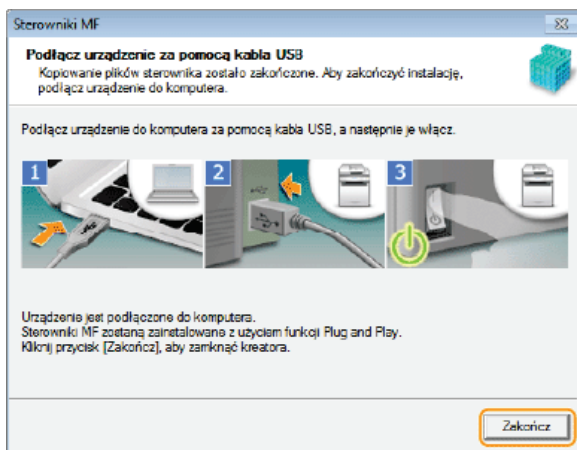 Sterowniki MF
Podłącz urządzenie za pomocą kabla USB
Kopiowanie plików sterownika zostało zakończone. Aby zakończyć instalację,
podłącz urządzenie do komputera.
Podłącz urządzenie do komputera za pomocą kabla USB, a następnie je włącz.
1
2
3
Urządzenie jest podłączone do komputera.
Sterowniki MF zostaną zainstalowane z użyciem funkcji Plug and Play.
Kliknij przycisk [Zakończ], aby zamknąć kreatora.
Zakończ